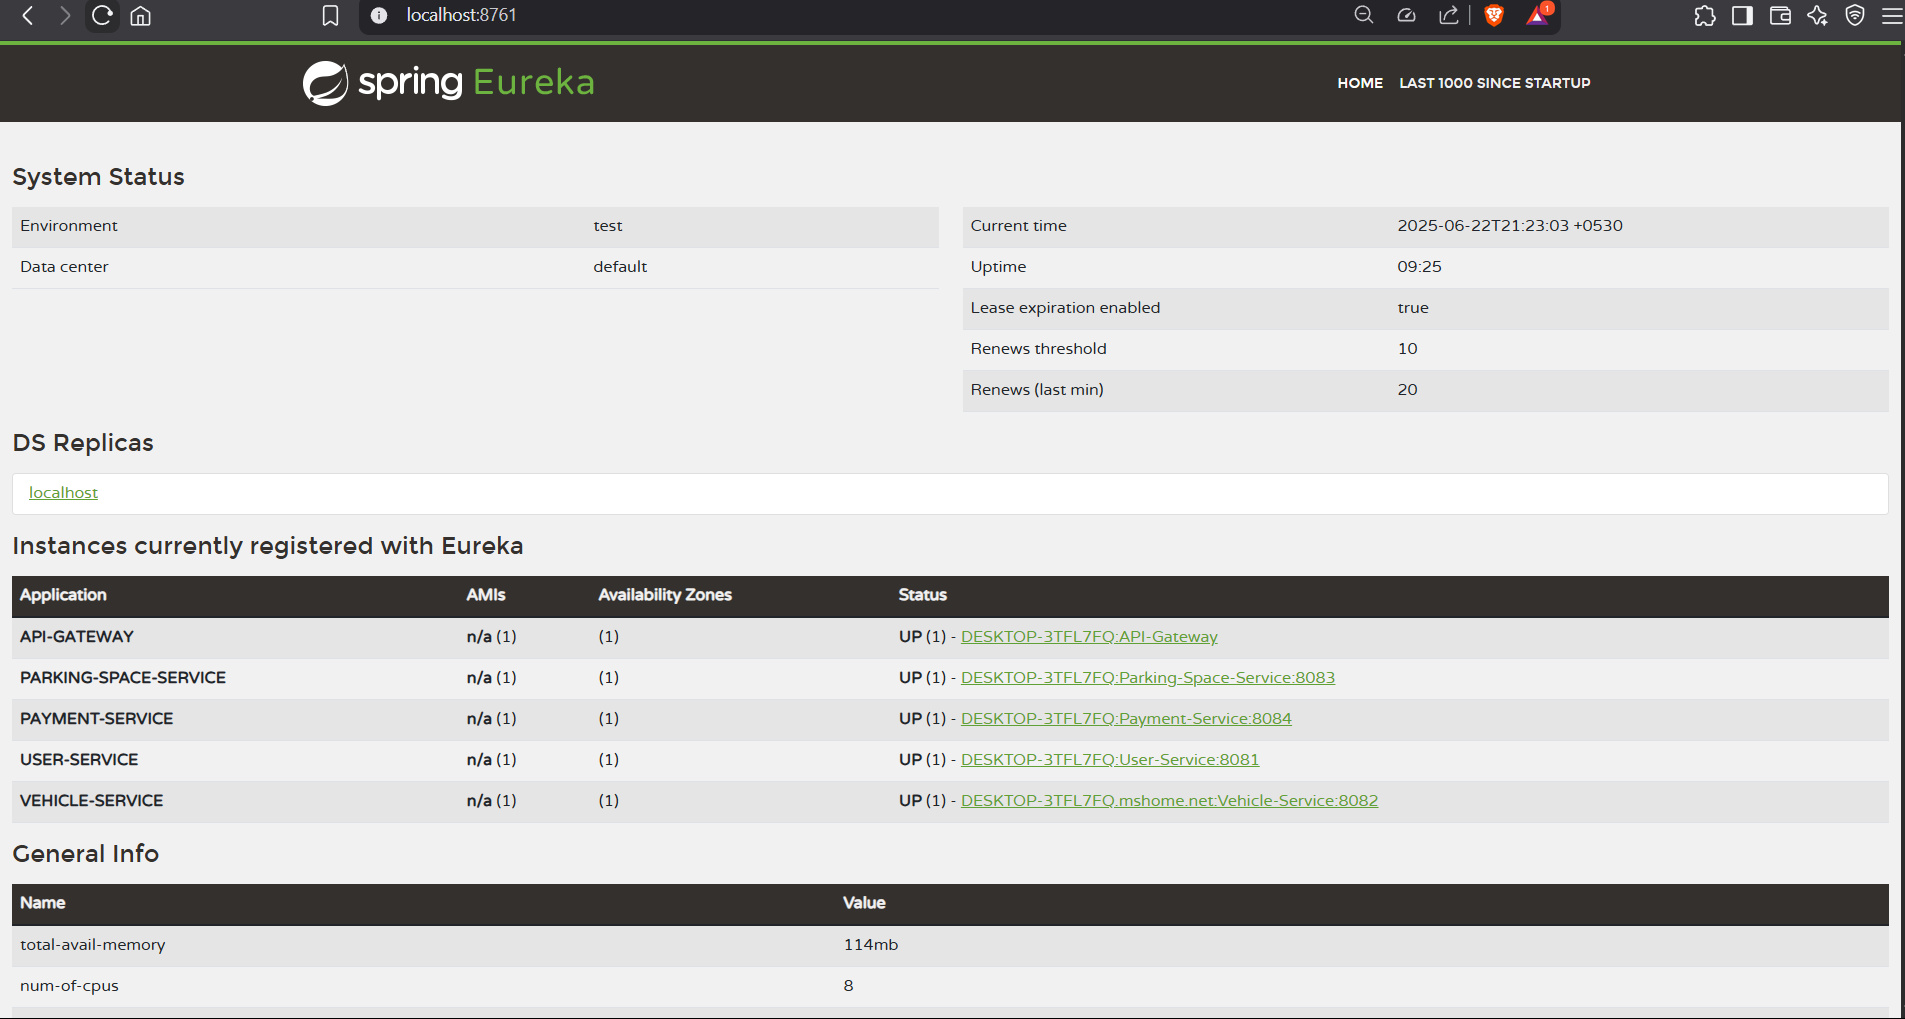 localhost:8761
1
spring Eureka
HOME LAST 1000 SINCE STARTUP
System Status
Environment test
Data center default
Current time 2025-06-22T21:23:03 +0530
Uptime 09:25
Lease expiration enabled true
Renews threshold 10
Renews (last min) 20
DS Replicas
localhost
Instances currently registered with Eureka
Application AMIs Availability Zones Status
API-GATEWAY n/a (1) (1) UP (1) - DESKTOP-3TFL7FQ:API-Gateway
PARKING-SPACE-SERVICE n/a (1) (1) UP (1) - DESKTOP-3TFL7FQ:Parking-Space-Service:8083
PAYMENT-SERVICE n/a (1) (1) UP (1) - DESKTOP-3TFL7FQ:Payment-Service:8084
USER-SERVICE n/a (1) (1) UP (1) - DESKTOP-3TFL7FQ:User-Service:8081
VEHICLE-SERVICE n/a (1) (1) UP (1) - DESKTOP-3TFL7FQ.mshome.net:Vehicle-Service:8082
General Info
Name Value
total-avail-memory 114mb
num-of-cpus 8